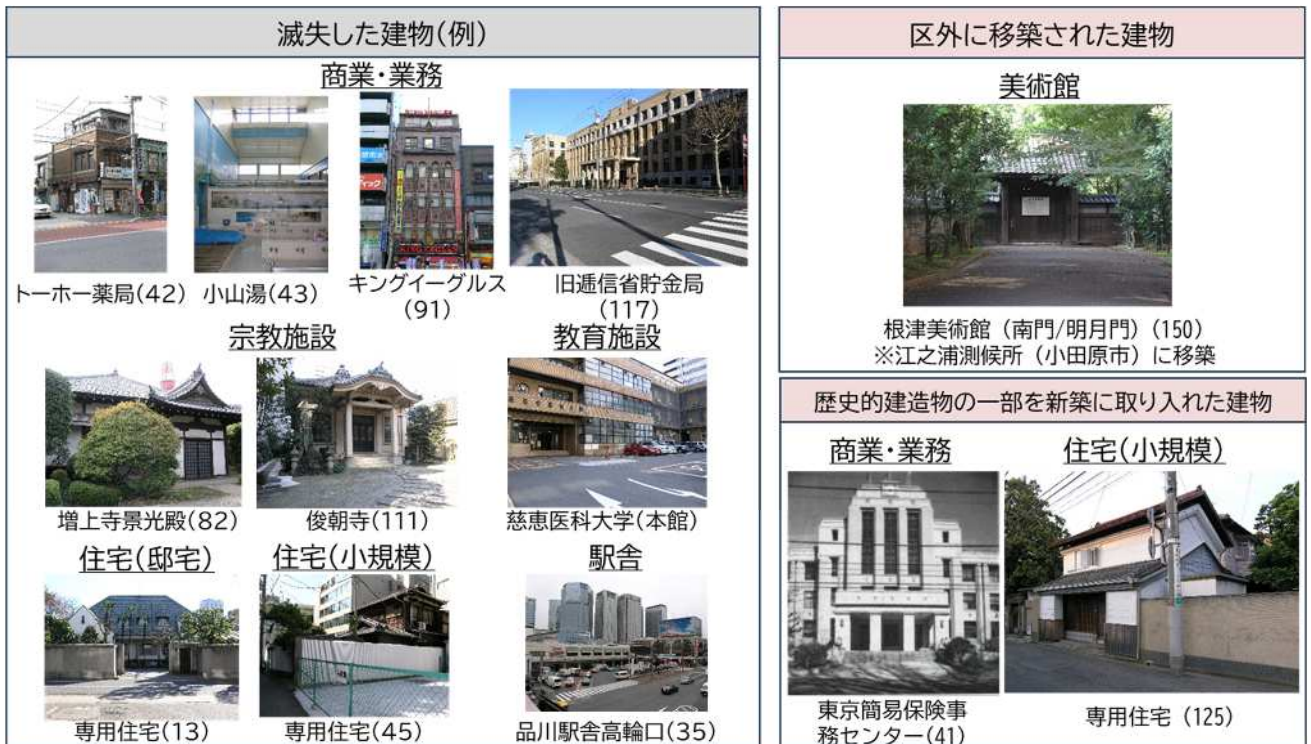 滅失した建物(例)
商業・業務
トーホー薬局(42)
小山湯(43)
キングイーグルス
(91)
旧逓信省貯金局
(117)
宗教施設
教育施設
増上寺景光殿(82)
俊朝寺(111)
慈恵医科大学(本館)
住宅(邸宅)
住宅(小規模)
駅舎
専用住宅(13)
専用住宅(45)
品川駅舎高輪口(35)
区外に移築された建物
美術館
根津美術館（南門/明月門）(150)
※江之浦測候所（小田原市）に移築
歴史的建造物の一部を新築に取り入れた建物
商業・業務
住宅(小規模)
東京簡易保険事
務センター(41)
専用住宅（125)